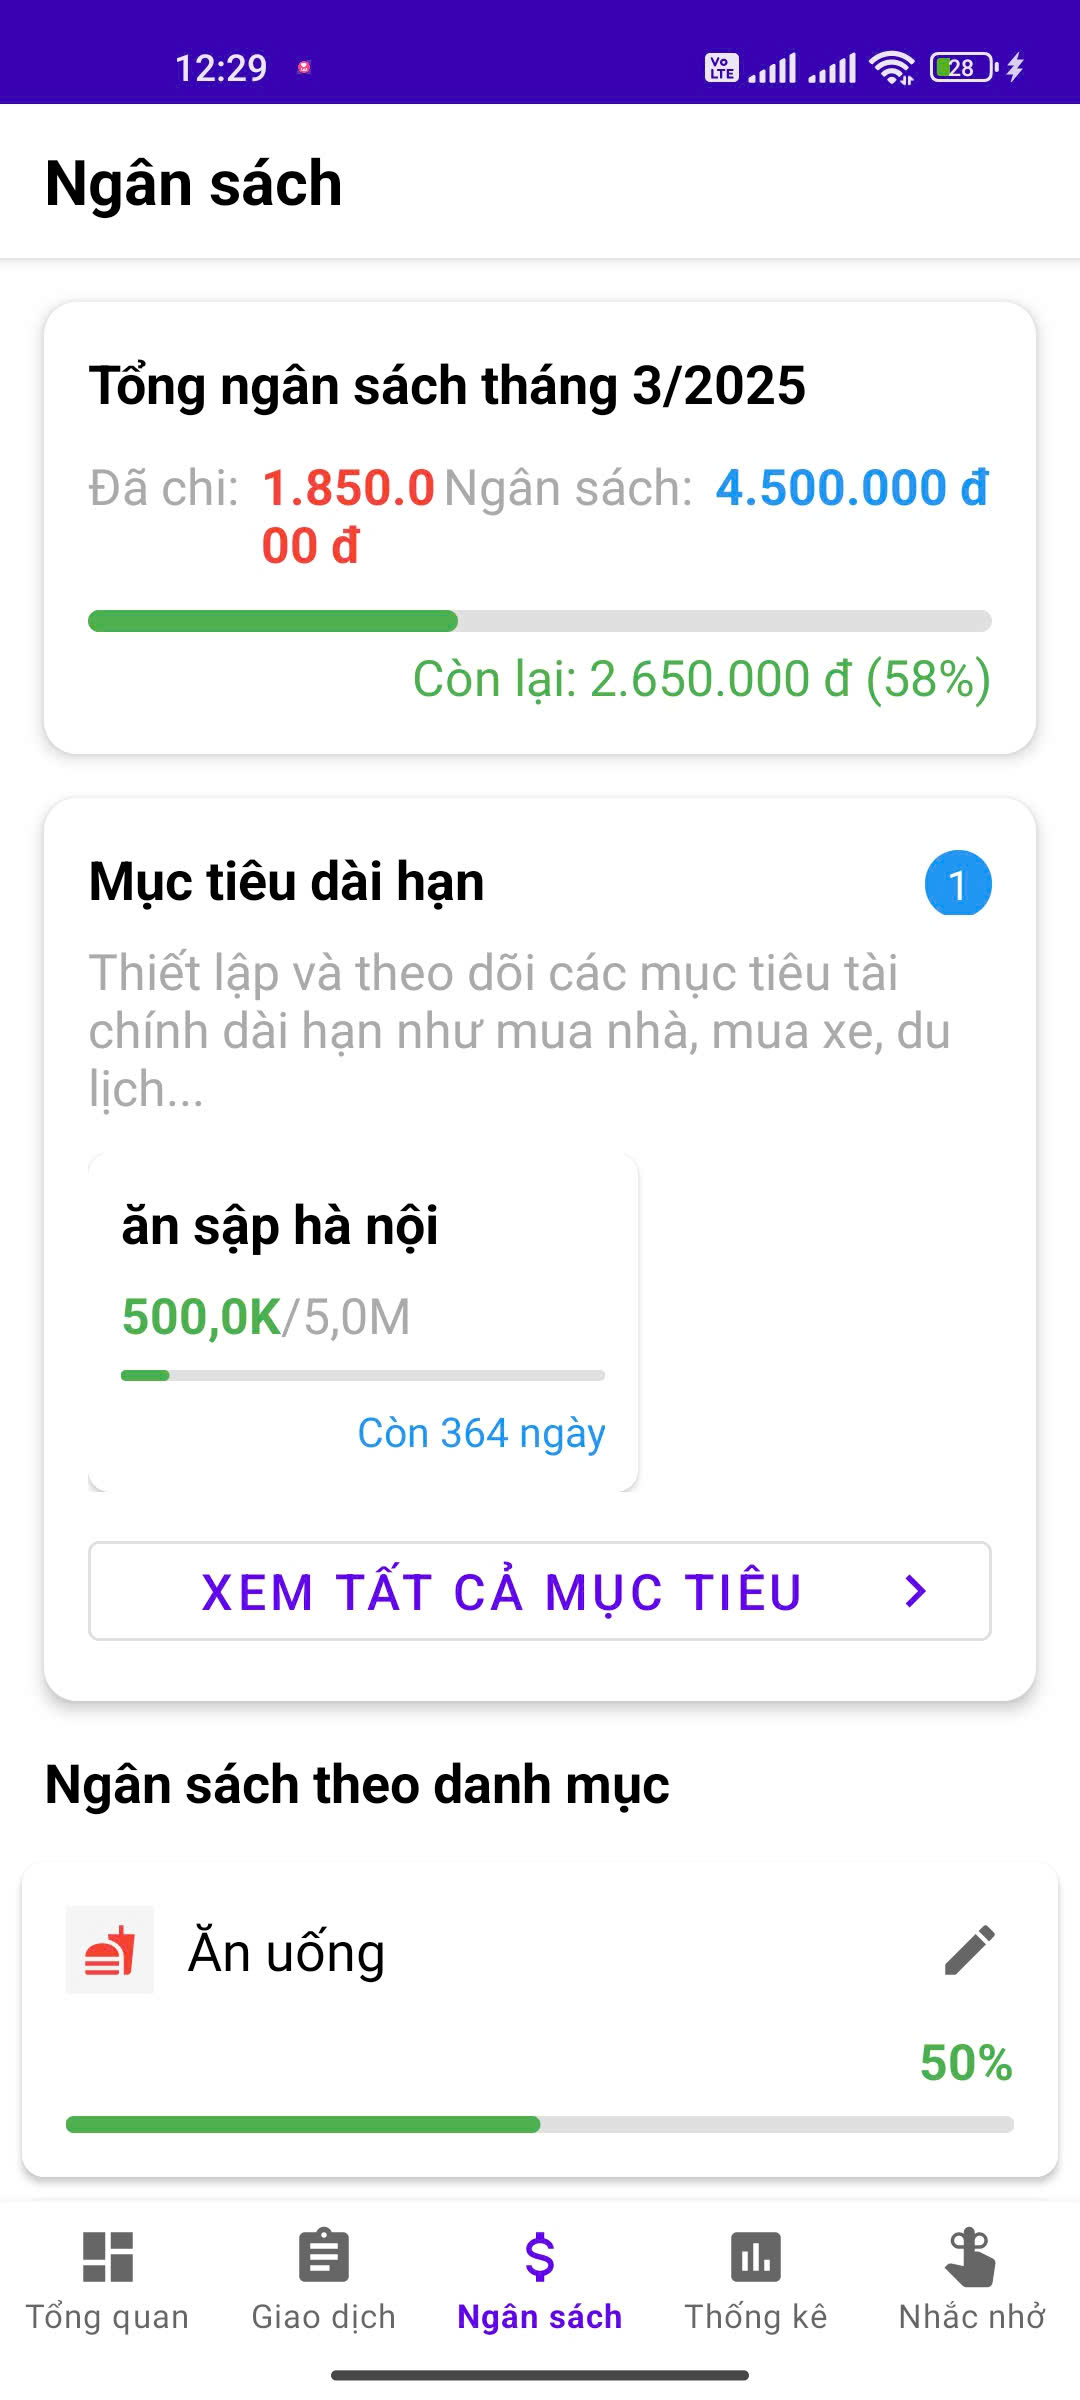 12:29
Vo LTE
28
Ngân sách
Tổng ngân sách tháng 3/2025
Đã chi: 1.850.0 Ngân sách: 4.500.000 đ
00 đ
Còn lại: 2.650.000 đ (58%)
Mục tiêu dài hạn
1
Thiết lập và theo dõi các mục tiêu tài
chính dài hạn như mua nhà, mua xe, du
lịch...
ăn sập hà nội
500,0K/5,0M
Còn 364 ngày
XEM TẤT CẢ MỤC TIÊU
Ngân sách theo danh mục
Ăn uống
50%
Tổng quan
Giao dịch
Ngân sách
Thống kê
Nhắc nhở